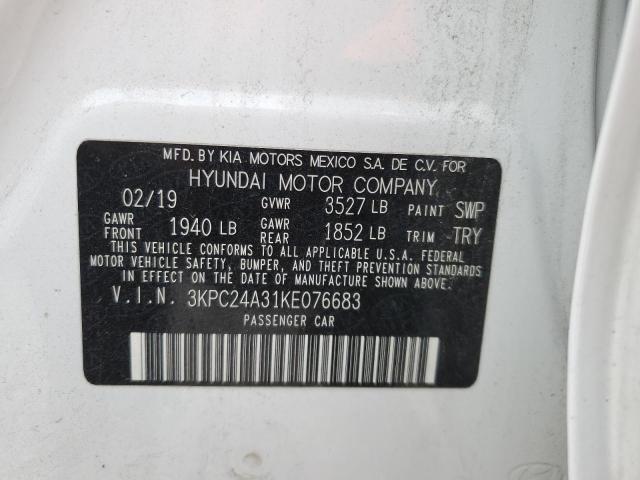 MFD. BY KIA MOTORS MEXICO S.A. DE C.V. FOR
HYUNDAI MOTOR COMPANY
02/19 GVWR 3527 LB PAINT SWP
GAWR FRONT 1940 LB GAWR REAR 1852 LB TRIM TRY
THIS VEHICLE CONFORMS TO ALL APPLICABLE U.S.A. FEDERAL
MOTOR VEHICLE SAFETY, BUMPER, AND THEFT PREVENTION STANDARDS
IN EFFECT ON THE DATE OF MANUFACTURE SHOWN ABOVE.
V.I.N. 3KPC24A31KE076683
PASSENGER CAR